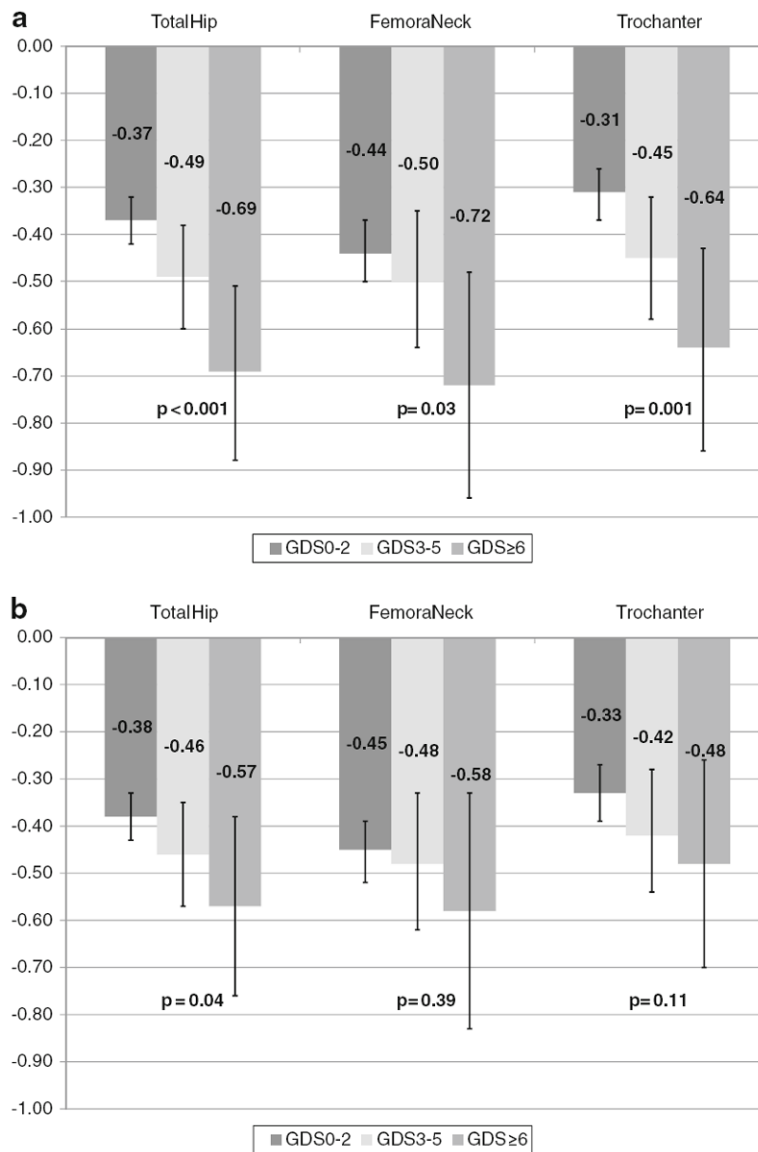 a
TotalHip FemoraNeck Trochanter
0.00
-0.10
-0.20
-0.30
-0.40
-0.50
-0.60
-0.70
-0.80
-0.90
-1.00
-0.37 -0.49 -0.69 -0.44 -0.50 -0.72 -0.31 -0.45 -0.64
p < 0.001 p= 0.03 p= 0.001
GDS0-2 GDS3-5 GDS≥6
b
TotalHip FemoraNeck Trochanter
0.00
-0.10
-0.20
-0.30
-0.40
-0.50
-0.60
-0.70
-0.80
-0.90
-1.00
-0.38 -0.46 -0.57 -0.45 -0.48 -0.58 -0.33 -0.42 -0.48
p = 0.04 p= 0.39 p= 0.11
GDS0-2 GDS3-5 GDS≥6